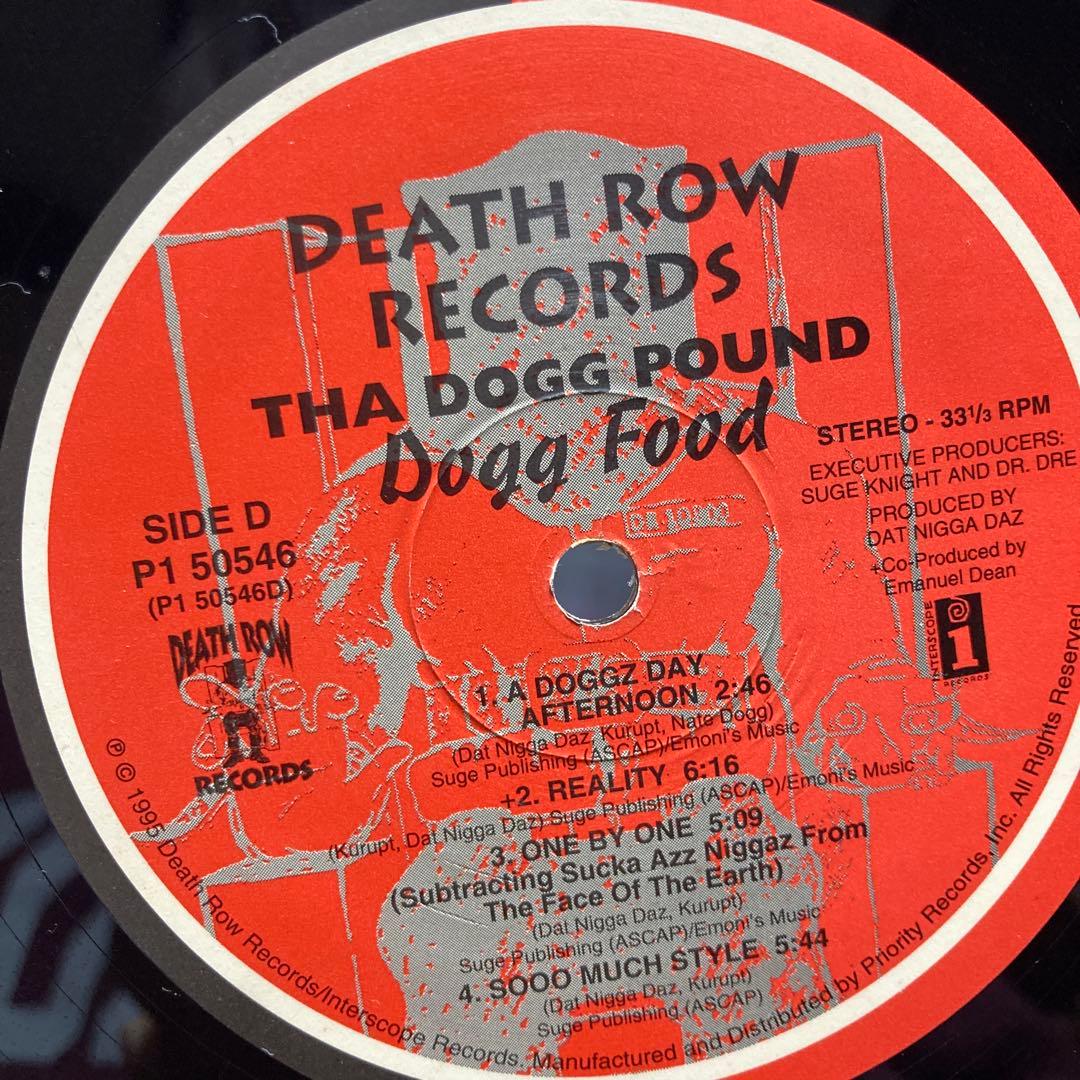 DEATH ROW
RECORDS
THA DOGG POUND
Dogg Food
STEREO - 33 1/3 RPM
EXECUTIVE PRODUCERS:
SUGE KNIGHT AND DR. DRE
PRODUCED BY
DAT NIGGA DAZ
+Co-Produced by
Emanuel Dean
INTERSCOPE
RECORDS
SIDE D
P1 50546
(P1 50546D)
DEATH ROW
RECORDS
1. A DOGGZ DAY
AFTERNOON 2:46
(Dat Nigga Daz, Kurupt, Nate Dogg)
Suge Publishing (ASCAP)/Emoni's Music
+2. REALITY 6:16
(Kurupt, Dat Nigga Daz) Suge Publishing (ASCAP)/Emoni's Music
3. ONE BY ONE 5:09
(Subtracting Sucka Azz Niggaz From
The Face Of The Earth)
(Dat Nigga Daz, Kurupt)
Suge Publishing (ASCAP)/Emoni's Music
4. SOOO MUCH STYLE 5:44
(Dat Nigga Daz, Kurupt)
Suge Publishing (ASCAP)
℗ © 1995 Death Row Records/Interscope Records. Manufactured and Distributed by Priority Records, Inc. All Rights Reserved